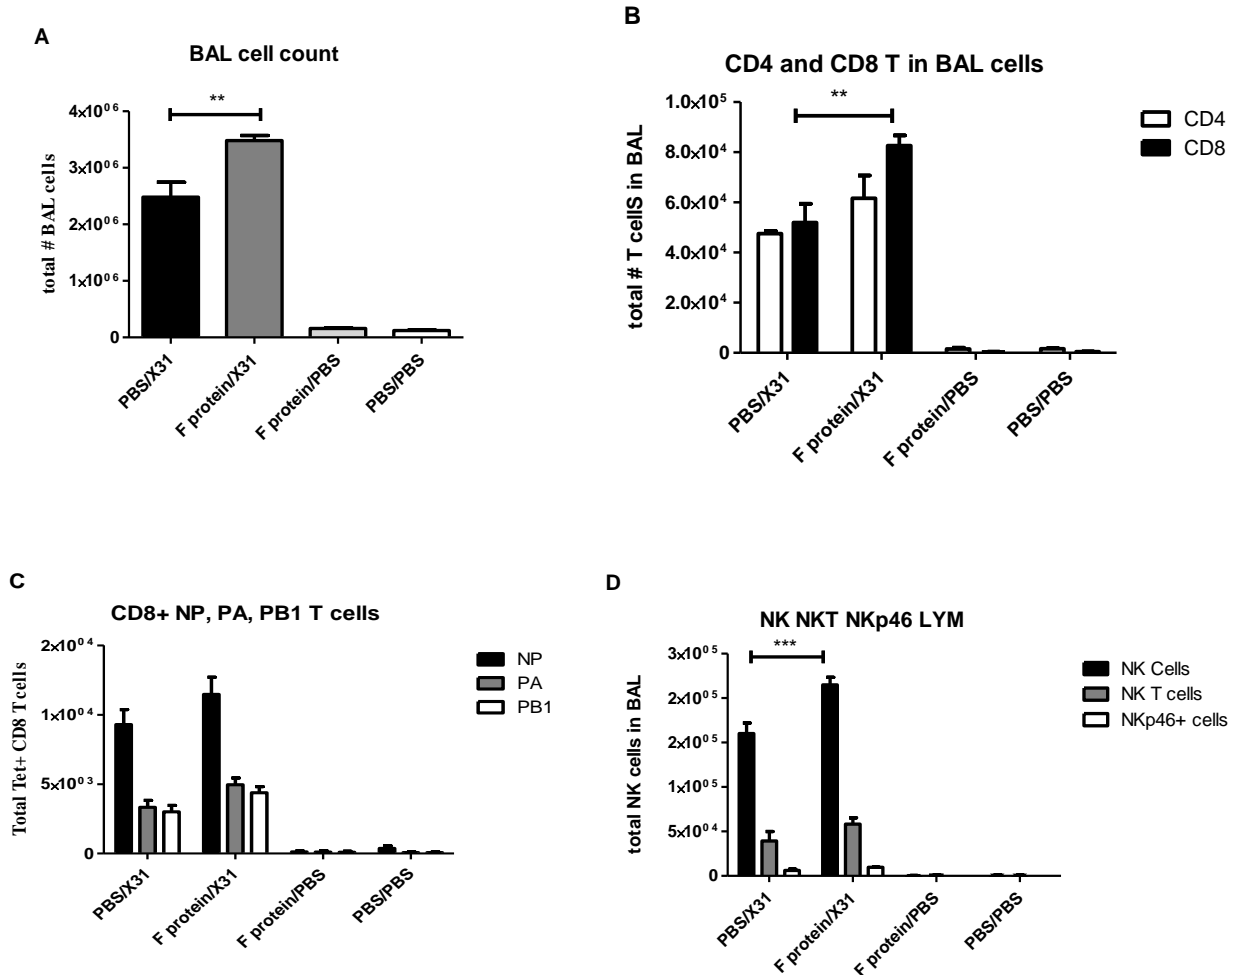 A
BAL cell count
**
total # BAL cells
4×10⁰⁶
3×10⁰⁶
2×10⁰⁶
1×10⁰⁶
0
PBS/X31
F protein/X31
F protein/PBS
PBS/PBS
B
CD4 and CD8 T in BAL cells
**
total # T cellS in BAL
1.0×10⁵
8.0×10⁴
6.0×10⁴
4.0×10⁴
2.0×10⁴
0
PBS/X31
F protein/X31
F protein/PBS
PBS/PBS
CD4
CD8
C
CD8+ NP, PA, PB1 T cells
Total Tet+ CD8 T cells
2×10⁰⁴
1×10⁰⁴
5×10⁰³
0
PBS/X31
F protein/X31
F protein/PBS
PBS/PBS
NP
PA
PB1
D
NK NKT NKp46 LYM
***
total NK cells in BAL
3×10⁰⁵
2×10⁰⁵
2×10⁰⁵
1×10⁰⁵
5×10⁰⁴
0
PBS/X31
F protein/X31
F protein/PBS
PBS/PBS
NK Cells
NK T cells
NKp46+ cells